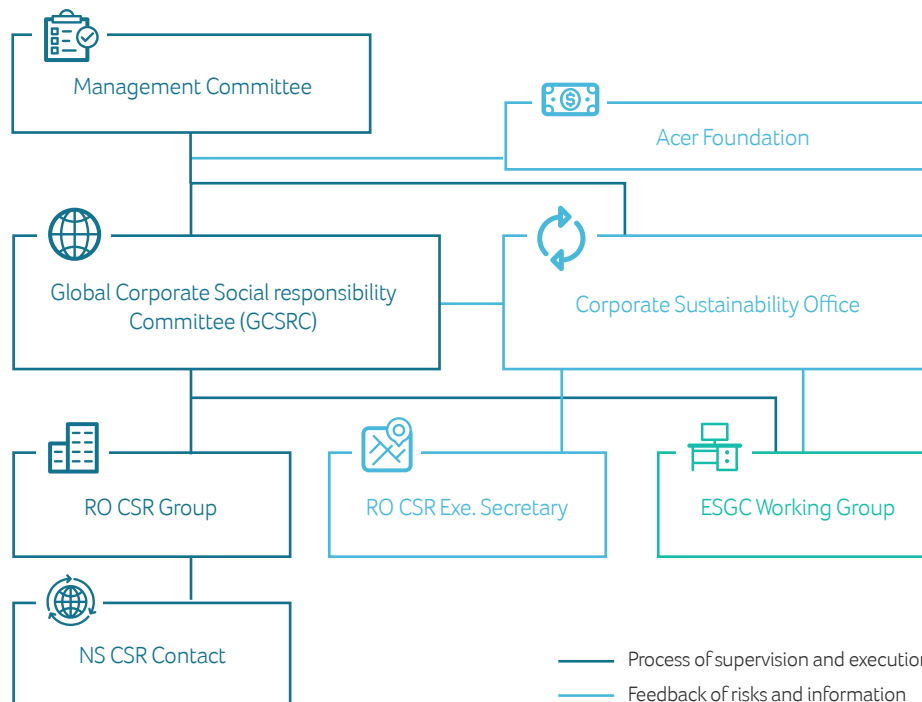 Management Committee
Acer Foundation
Global Corporate Social responsibility
Committee (GCSRC)
Corporate Sustainability Office
RO CSR Group
RO CSR Exe. Secretary
ESGC Working Group
NS CSR Contact
Process of supervision and execution
Feedback of risks and information